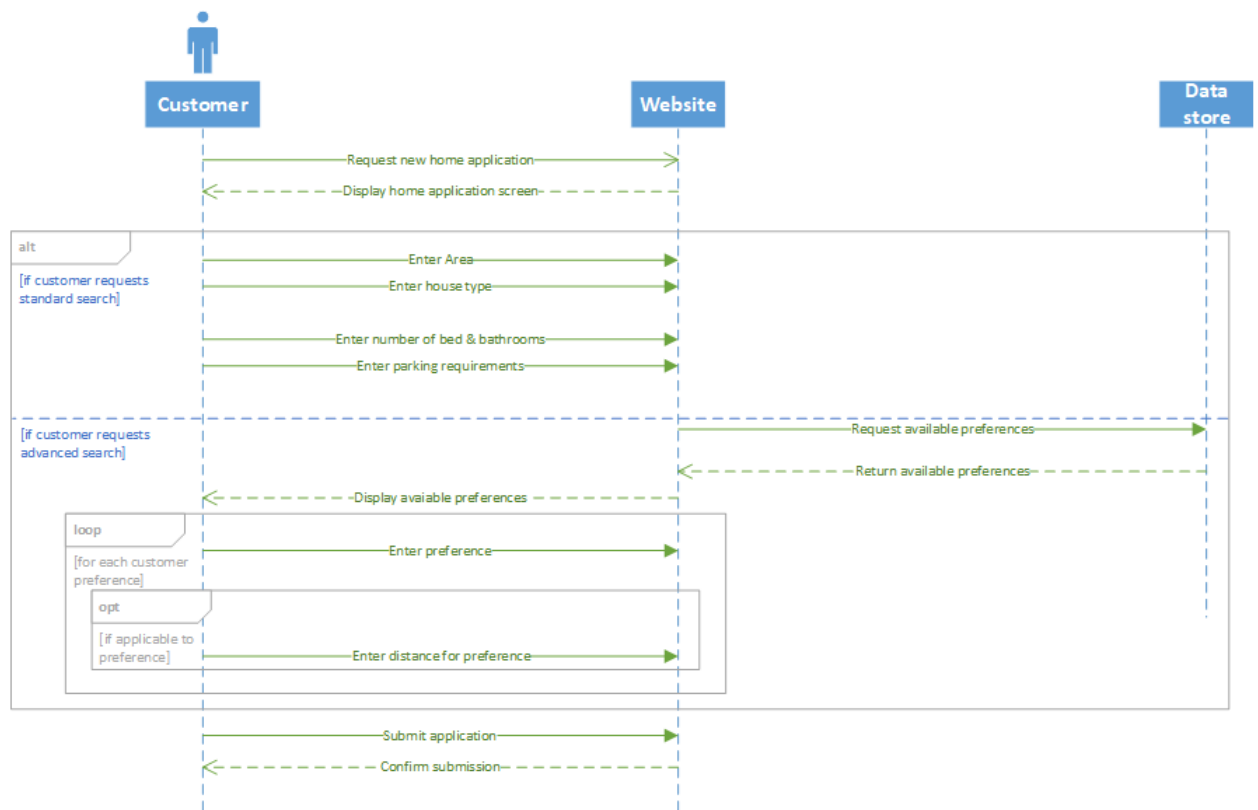 Customer
Website
Data
store
Request new home application
Display home application screen
alt
[if customer requests
standard search]
Enter Area
Enter house type
Enter number of bed & bathrooms
Enter parking requirements
[if customer requests
advanced search]
Request available preferences
Return available preferences
Display avaiable preferences
loop
[for each customer
preference]
Enter preference
opt
[if applicable to
preference]
Enter distance for preference
Submit application
Confirm submission